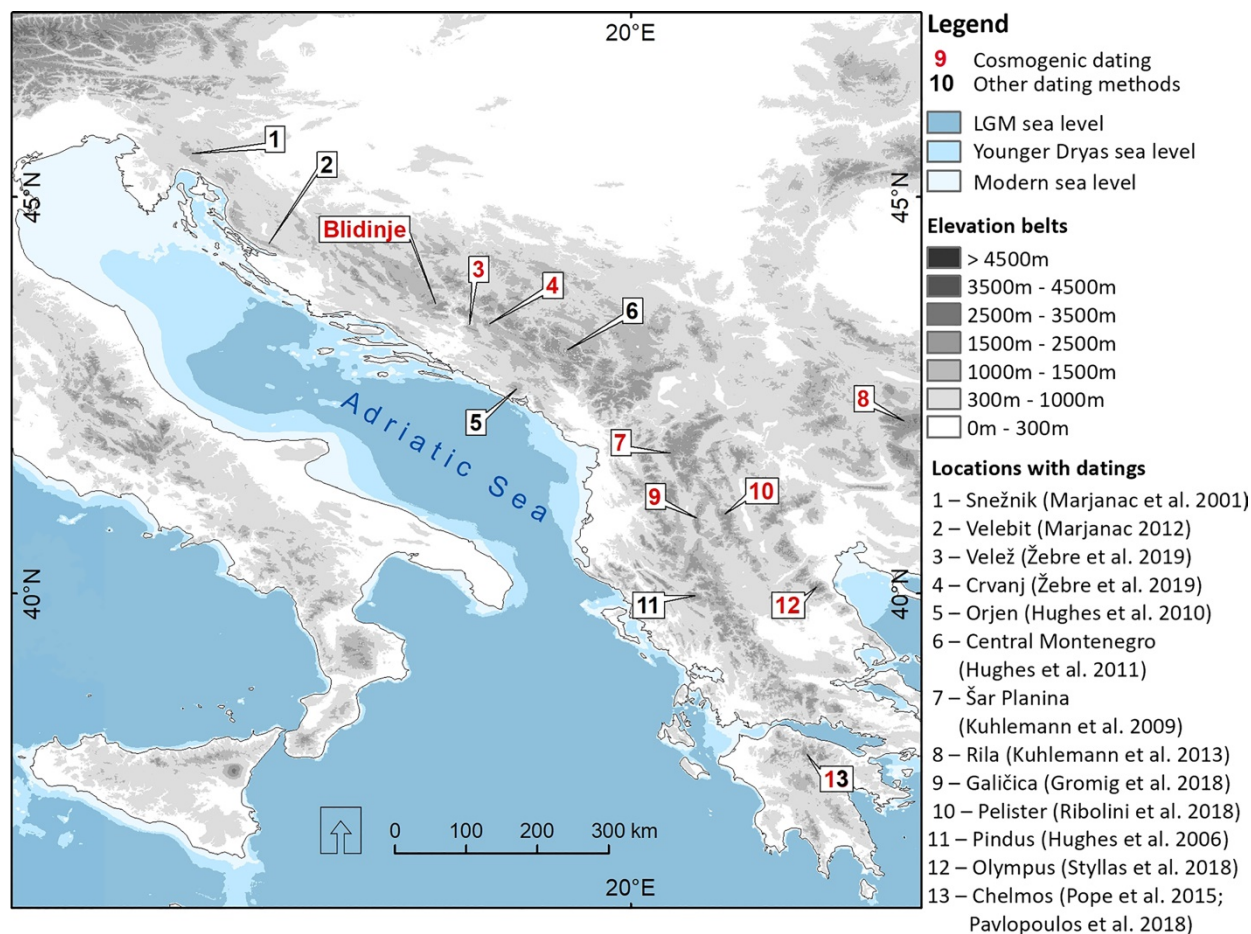 20°E
45°N
45°N
1
2
Blidinje
3
4
6
5
8
7
9
10
Adriatic Sea
40°N
40°N
11
12
13
0 100 200 300 km
20°E
Legend
9 Cosmogenic dating
10 Other dating methods
LGM sea level
Younger Dryas sea level
Modern sea level
Elevation belts
> 4500m
3500m - 4500m
2500m - 3500m
1500m - 2500m
1000m - 1500m
300m - 1000m
0m - 300m
Locations with datings
1 – Snežnik (Marjanac et al. 2001)
2 – Velebit (Marjanac 2012)
3 – Velež (Žebre et al. 2019)
4 – Crvanj (Žebre et al. 2019)
5 – Orjen (Hughes et al. 2010)
6 – Central Montenegro
(Hughes et al. 2011)
7 – Šar Planina
(Kuhlemann et al. 2009)
8 – Rila (Kuhlemann et al. 2013)
9 – Galičica (Gromig et al. 2018)
10 – Pelister (Ribolini et al. 2018)
11 – Pindus (Hughes et al. 2006)
12 – Olympus (Styllas et al. 2018)
13 – Chelmos (Pope et al. 2015;
Pavlopoulos et al. 2018)